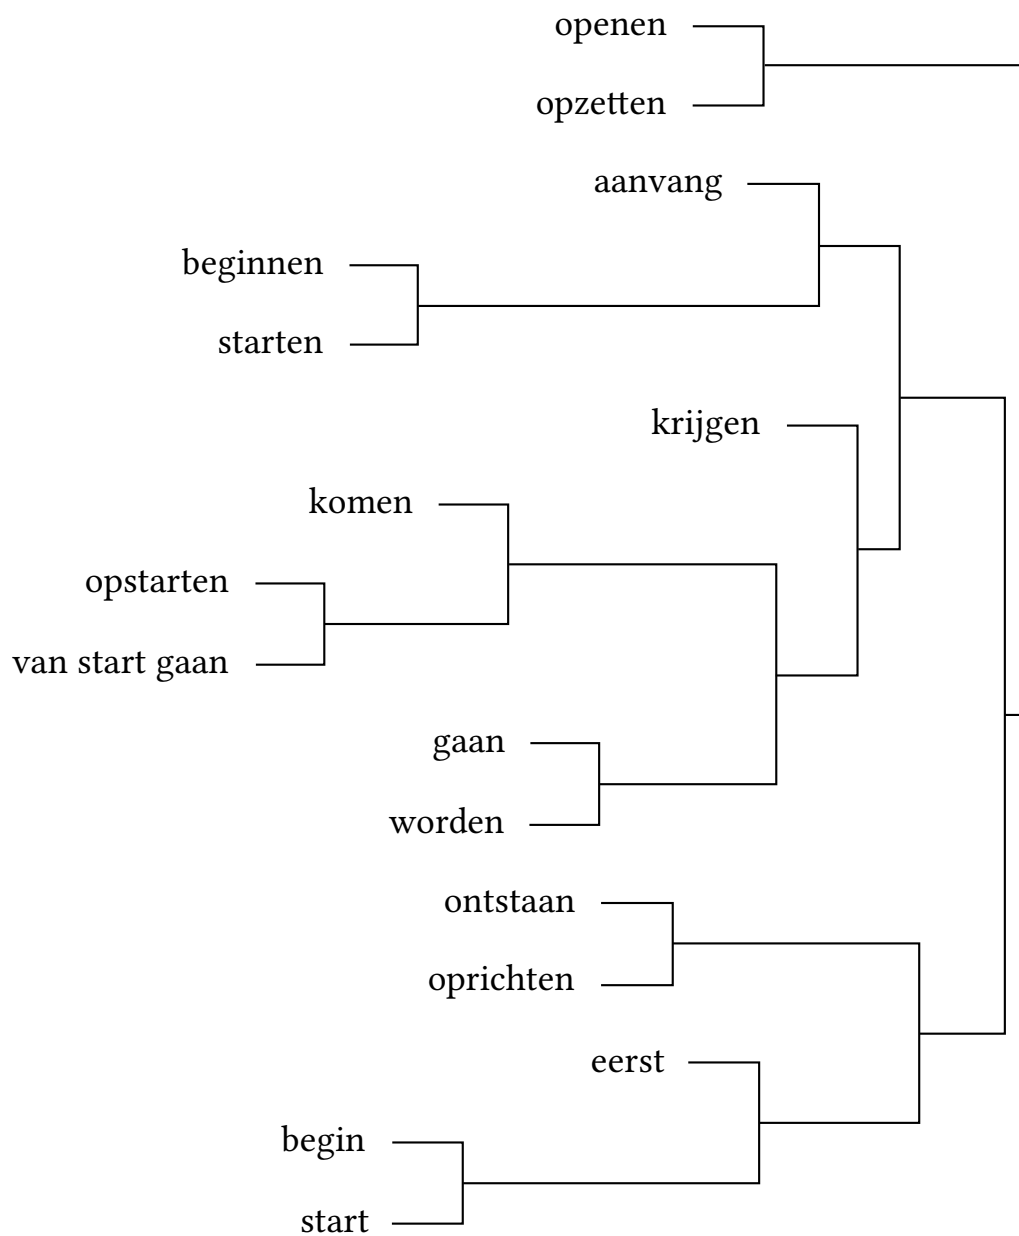 openen
opzetten
aanvang
beginnen
starten
krijgen
komen
opstarten
van start gaan
gaan
worden
ontstaan
oprichten
eerst
begin
start